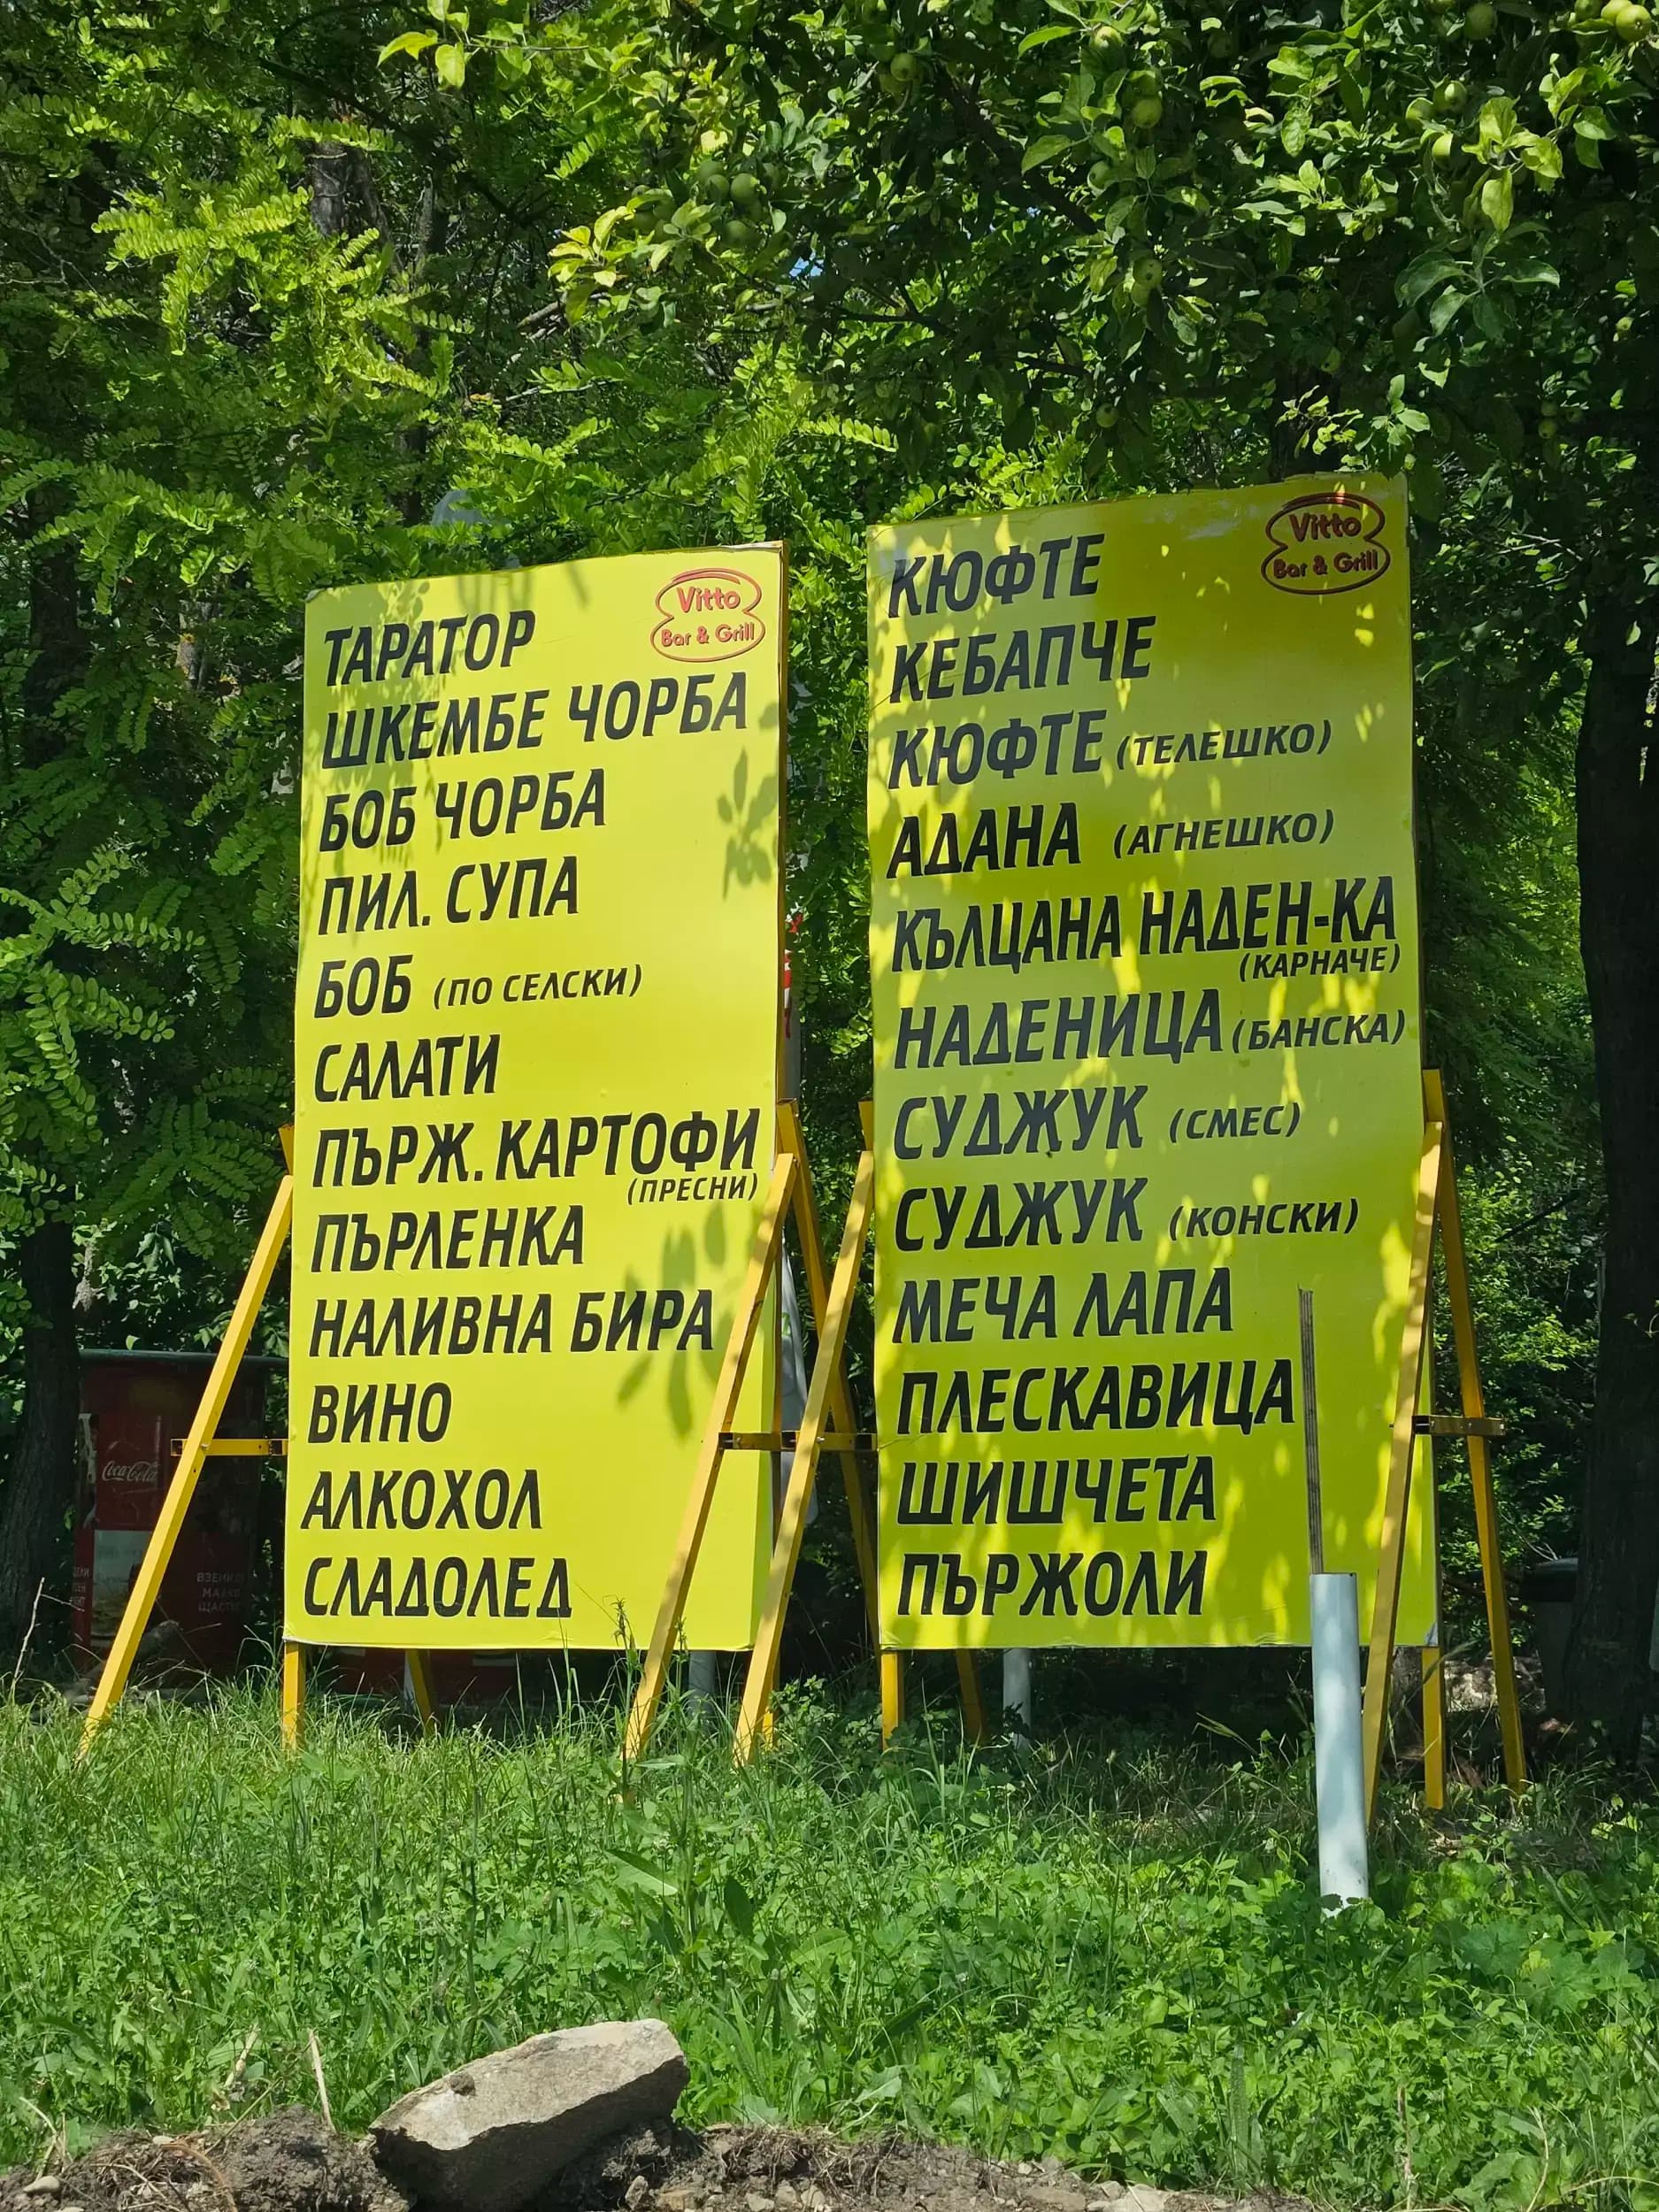 Vitto
Bar & Grill
ТАРАТОР
ШКЕМБЕ ЧОРБА
БОБ ЧОРБА
ПИЛ. СУПА
БОБ (ПО СЕЛСКИ)
САЛАТИ
ПЪРЖ. КАРТОФИ
(ПРЕСНИ)
ПЪРЛЕНКА
НАЛИВНА БИРА
ВИНО
АЛКОХОЛ
СЛАДОЛЕД
Vitto
Bar & Grill
КЮФТЕ
КЕБАПЧЕ
КЮФТЕ (ТЕЛЕШКО)
АДАНА (АГНЕШКО)
КЪЛЦАНА НАДЕН-КА
(КАРНАЧЕ)
НАДЕНИЦА (БАНСКА)
СУДЖУК (СМЕС)
СУДЖУК (КОНСКИ)
МЕЧА ЛАПА
ПЛЕСКАВИЦА
ШИШЧЕТА
ПЪРЖОЛИ
Coca-Cola